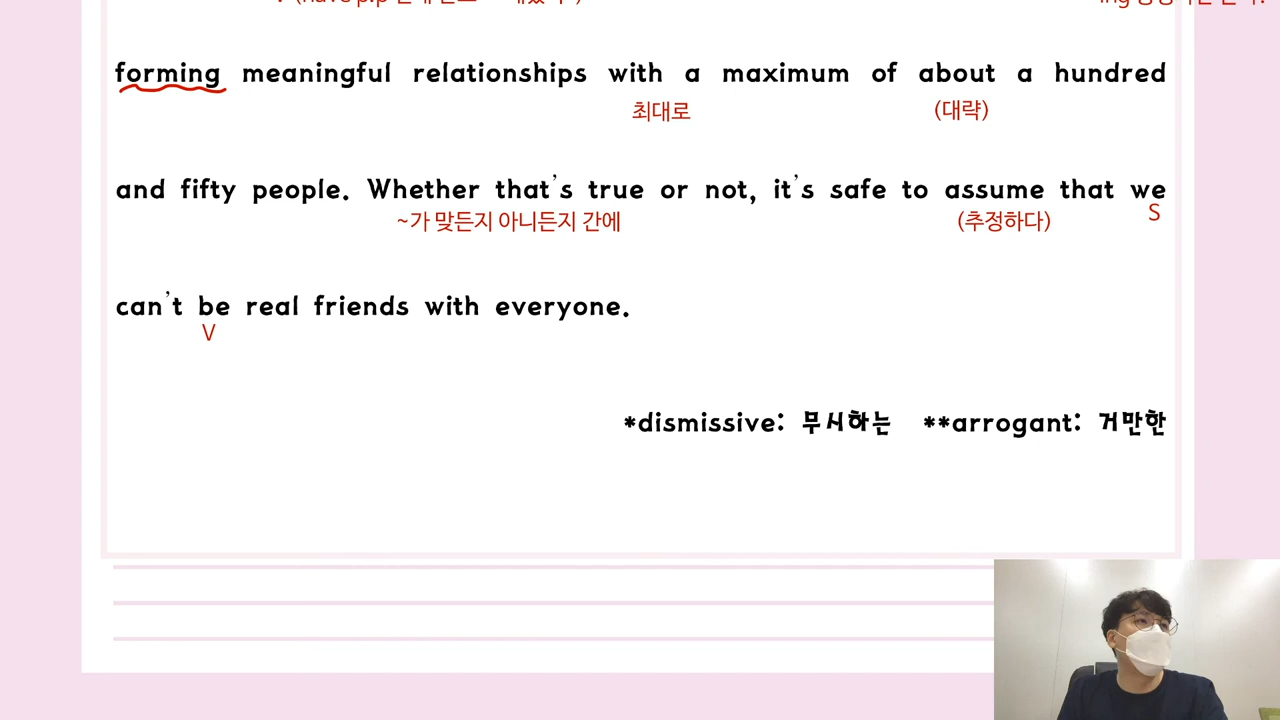 forming meaningful relationships with a maximum of about a hundred
최대로 (대략)
and fifty people. Whether that's true or not, it's safe to assume that we
~가 맞든지 아니든지 간에 (추정하다) S
can't be real friends with everyone.
V
*dismissive: 무시하는 **arrogant: 거만한